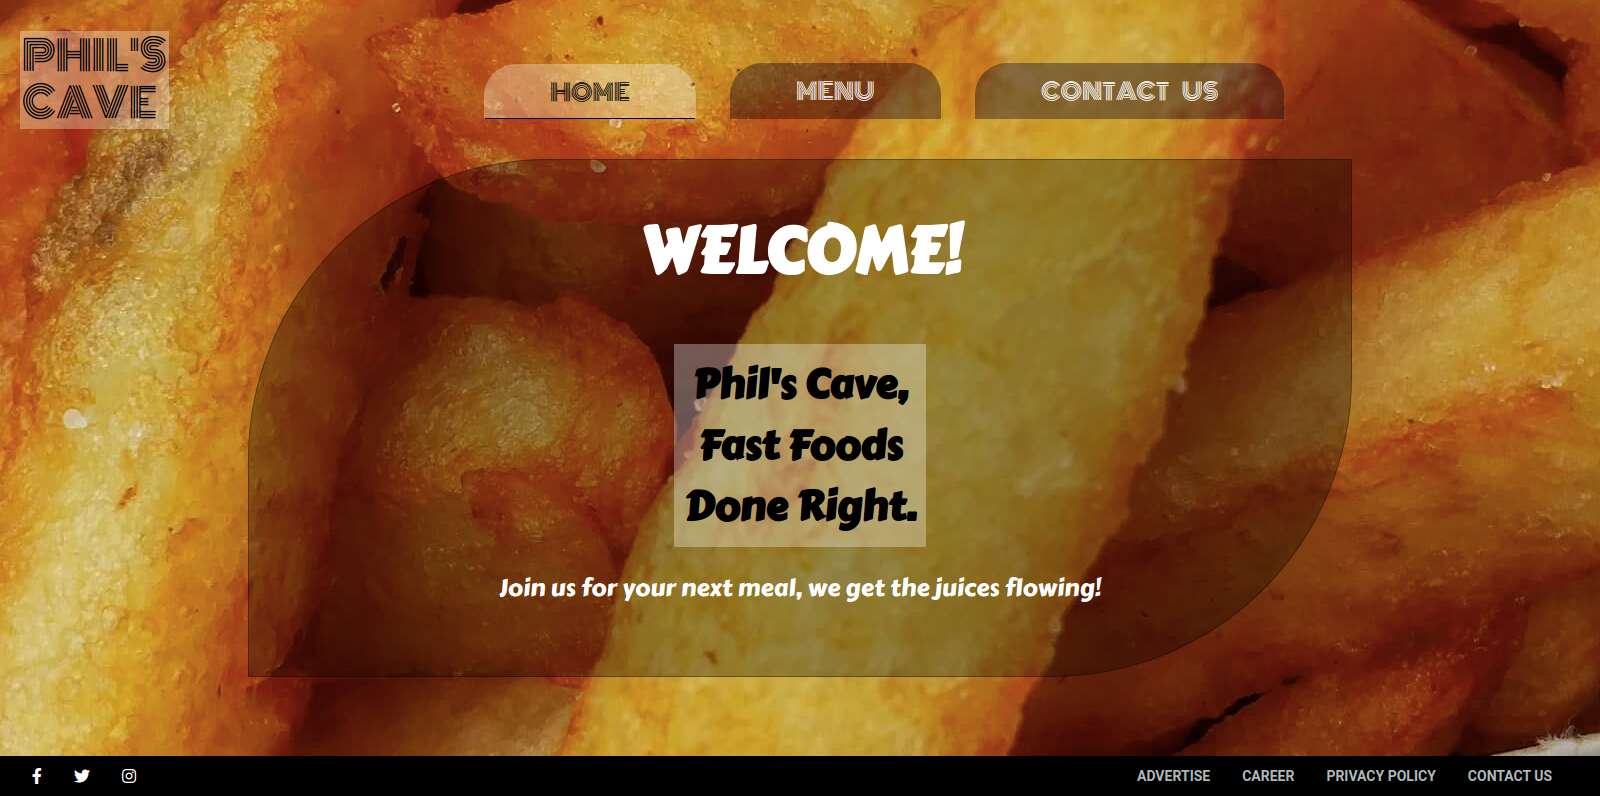 PHIL'S
CAVE
HOME
MENU
CONTACT US
WELCOME!
Phil's Cave,
Fast Foods
Done Right.
Join us for your next meal, we get the juices flowing!
ADVERTISE
CAREER
PRIVACY POLICY
CONTACT US